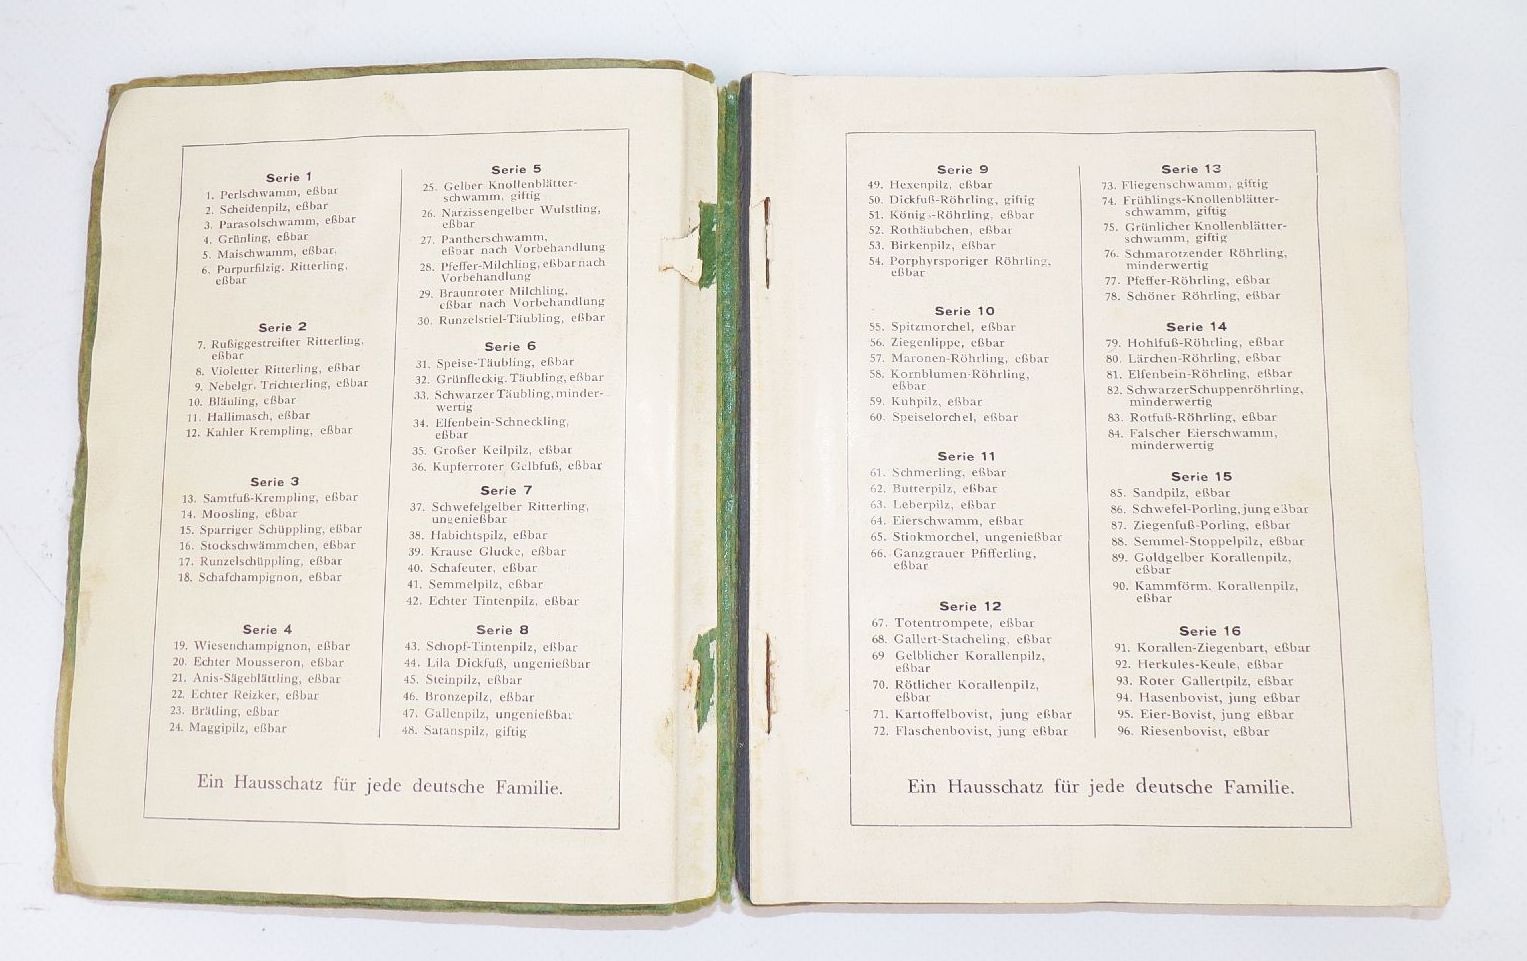 Serie 1
1. Perlschwamm, eßbar
2. Scheidenpilz, eßbar
3. Parasolschwamm, eßbar
4. Grünling, eßbar
5. Maischwamm, eßbar,
6. Purpurfilzig. Ritterling,
eßbar
Serie 2
7. Rußiggestreifter Ritterling,
eßbar
8. Violetter Ritterling, eßbar
9. Nebelgr. Trichterling, eßbar
10. Bläuling, eßbar
11. Hallimasch, eßbar
12. Kahler Krempling, eßbar
Serie 3
13. Samtfuß-Krempling, eßbar
14. Moosling, eßbar
15. Sparriger Schüppling, eßbar
16. Stockschwämmchen, eßbar
17. Runzelschüppling, eßbar
18. Schafchampignon, eßbar
Serie 4
19. Wiesenchampignon, eßbar
20. Echter Mousseron, eßbar
21. Anis-Sägeblättling, eßbar
22. Echter Reizker, eßbar
23. Brätling, eßbar
24. Maggipilz, eßbar
Serie 5
25. Gelber Knollenblätter-
schwamm, giftig
26. Narzissengelber Wulstling,
eßbar
27. Pantherschwamm,
eßbar nach Vorbehandlung
28. Pfeffer-Milchling, eßbar nach
Vorbehandlung
29. Braunroter Milchling,
eßbar nach Vorbehandlung
30. Runzelstiel-Täubling, eßbar
Serie 6
31. Speise-Täubling, eßbar
32. Grünfleckig. Täubling, eßbar
33. Schwarzer Täubling, minder-
wertig
34. Elfenbein-Schneckling,
eßbar
35. Großer Keilpilz, eßbar
36. Kupferroter Gelbfuß, eßbar
Serie 7
37. Schwefelgelber Ritterling,
ungenießbar
38. Habichtspilz, eßbar
39. Krause Glucke, eßbar
40. Schafeuter, eßbar
41. Semmelpilz, eßbar
42. Echter Tintenpilz, eßbar
Serie 8
43. Schopf-Tintenpilz, eßbar
44. Lila Dickfuß, ungenießbar
45. Steinpilz, eßbar
46. Bronzepilz, eßbar
47. Gallenpilz, ungenießbar
48. Satanspilz, giftig
Ein Hausschatz für jede deutsche Familie.
Serie 9
49. Hexenpilz, eßbar
50. Dickfuß-Röhrling, giftig
51. König-Röhrling, eßbar
52. Rothäubchen, eßbar
53. Birkenpilz, eßbar
54. Porphyrsporiger Röhrling,
eßbar
Serie 10
55. Spitzmorchel, eßbar
56. Ziegenlippe, eßbar
57. Maronen-Röhrling, eßbar
58. Kornblumen-Röhrling,
eßbar
59. Kuhpilz, eßbar
60. Speiselorchel, eßbar
Serie 11
61. Schmerling, eßbar
62. Butterpilz, eßbar
63. Leberpilz, eßbar
64. Eierschwamm, eßbar
65. Stinkmorchel, ungenießbar
66. Ganzgrauer Pfifferling,
eßbar
Serie 12
67. Totentrompete, eßbar
68. Gallert-Stacheling, eßbar
69 Gelblicher Korallenpilz,
eßbar
70. Rötlicher Korallenpilz,
eßbar
71. Kartoffelbovist, jung eßbar
72. Flaschenbovist, jung eßbar
Serie 13
73. Fliegenschwamm, giftig
74. Frühlings-Knollenblätter-
schwamm, giftig
75. Grünlicher Knollenblätter-
schwamm, giftig
76. Schmarotzender Röhrling,
minderwertig
77. Pfeffer-Röhrling, eßbar
78. Schöner Röhrling, eßbar
Serie 14
79. Hohlfuß-Röhrling, eßbar
80. Lärchen-Röhrling, eßbar
81. Elfenbein-Röhrling, eßbar
82. Schwarzer Schuppenröhrling,
minderwertig
83. Rotfuß-Röhrling, eßbar
84. Falscher Eierschwamm,
minderwertig
Serie 15
85. Sandpilz, eßbar
86. Schwefel-Porling, jung eßbar
87. Ziegenfuß-Porling, eßbar
88. Semmel-Stoppelpilz, eßbar
89. Goldgelber Korallenpilz,
eßbar
90. Kammförm. Korallenpilz,
eßbar
Serie 16
91. Korallen-Ziegenbart, eßbar
92. Herkules-Keule, eßbar
93. Roter Gallertpilz, eßbar
94. Hasenbovist, jung eßbar
95. Eier-Bovist, jung eßbar
96. Riesenbovist, eßbar
Ein Hausschatz für jede deutsche Familie.